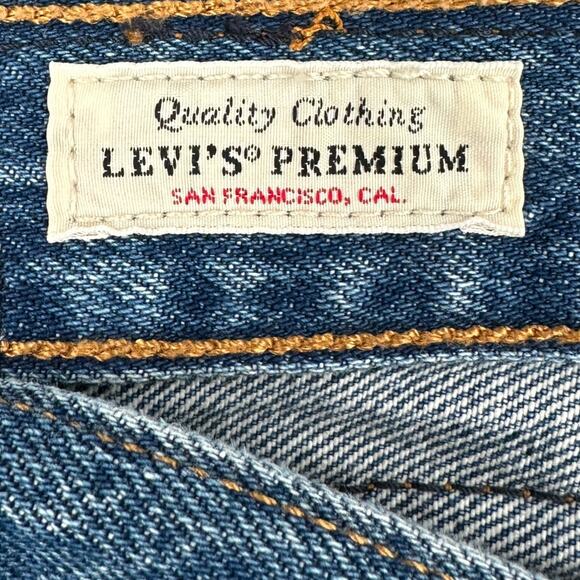 Quality Clothing
LEVI'S® PREMIUM
SAN FRANCISCO, CAL.